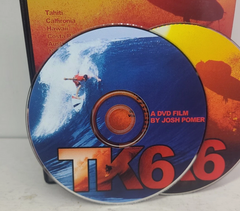 Tahiti
California
Hawaii
A DVD FILM
BY JOSH POMER
TK6
6